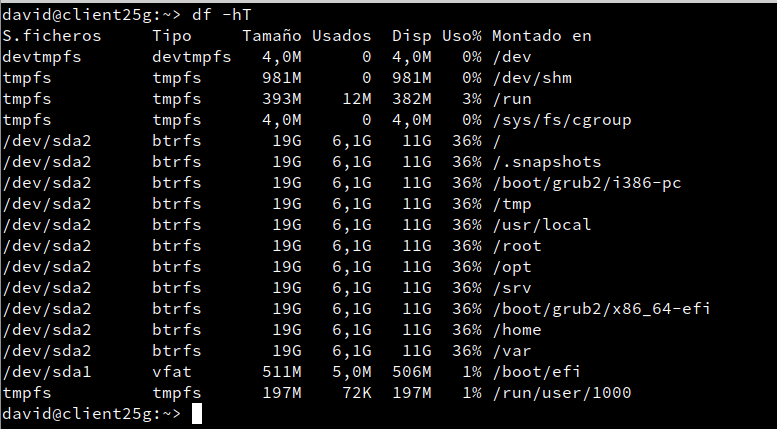 david@client25g:~> df -hT
S.ficheros     Tipo     Tamaño Usados  Disp Uso% Montado en
devtmpfs       devtmpfs   4,0M      0  4,0M   0% /dev
tmpfs          tmpfs      981M      0  981M   0% /dev/shm
tmpfs          tmpfs      393M    12M  382M   3% /run
tmpfs          tmpfs      4,0M      0  4,0M   0% /sys/fs/cgroup
/dev/sda2      btrfs       19G   6,1G   11G  36% /
/dev/sda2      btrfs       19G   6,1G   11G  36% /.snapshots
/dev/sda2      btrfs       19G   6,1G   11G  36% /boot/grub2/i386-pc
/dev/sda2      btrfs       19G   6,1G   11G  36% /tmp
/dev/sda2      btrfs       19G   6,1G   11G  36% /usr/local
/dev/sda2      btrfs       19G   6,1G   11G  36% /root
/dev/sda2      btrfs       19G   6,1G   11G  36% /opt
/dev/sda2      btrfs       19G   6,1G   11G  36% /srv
/dev/sda2      btrfs       19G   6,1G   11G  36% /boot/grub2/x86_64-efi
/dev/sda2      btrfs       19G   6,1G   11G  36% /home
/dev/sda2      btrfs       19G   6,1G   11G  36% /var
/dev/sda1      vfat       511M   5,0M  506M   1% /boot/efi
tmpfs          tmpfs      197M    72K  197M   1% /run/user/1000
david@client25g:~>